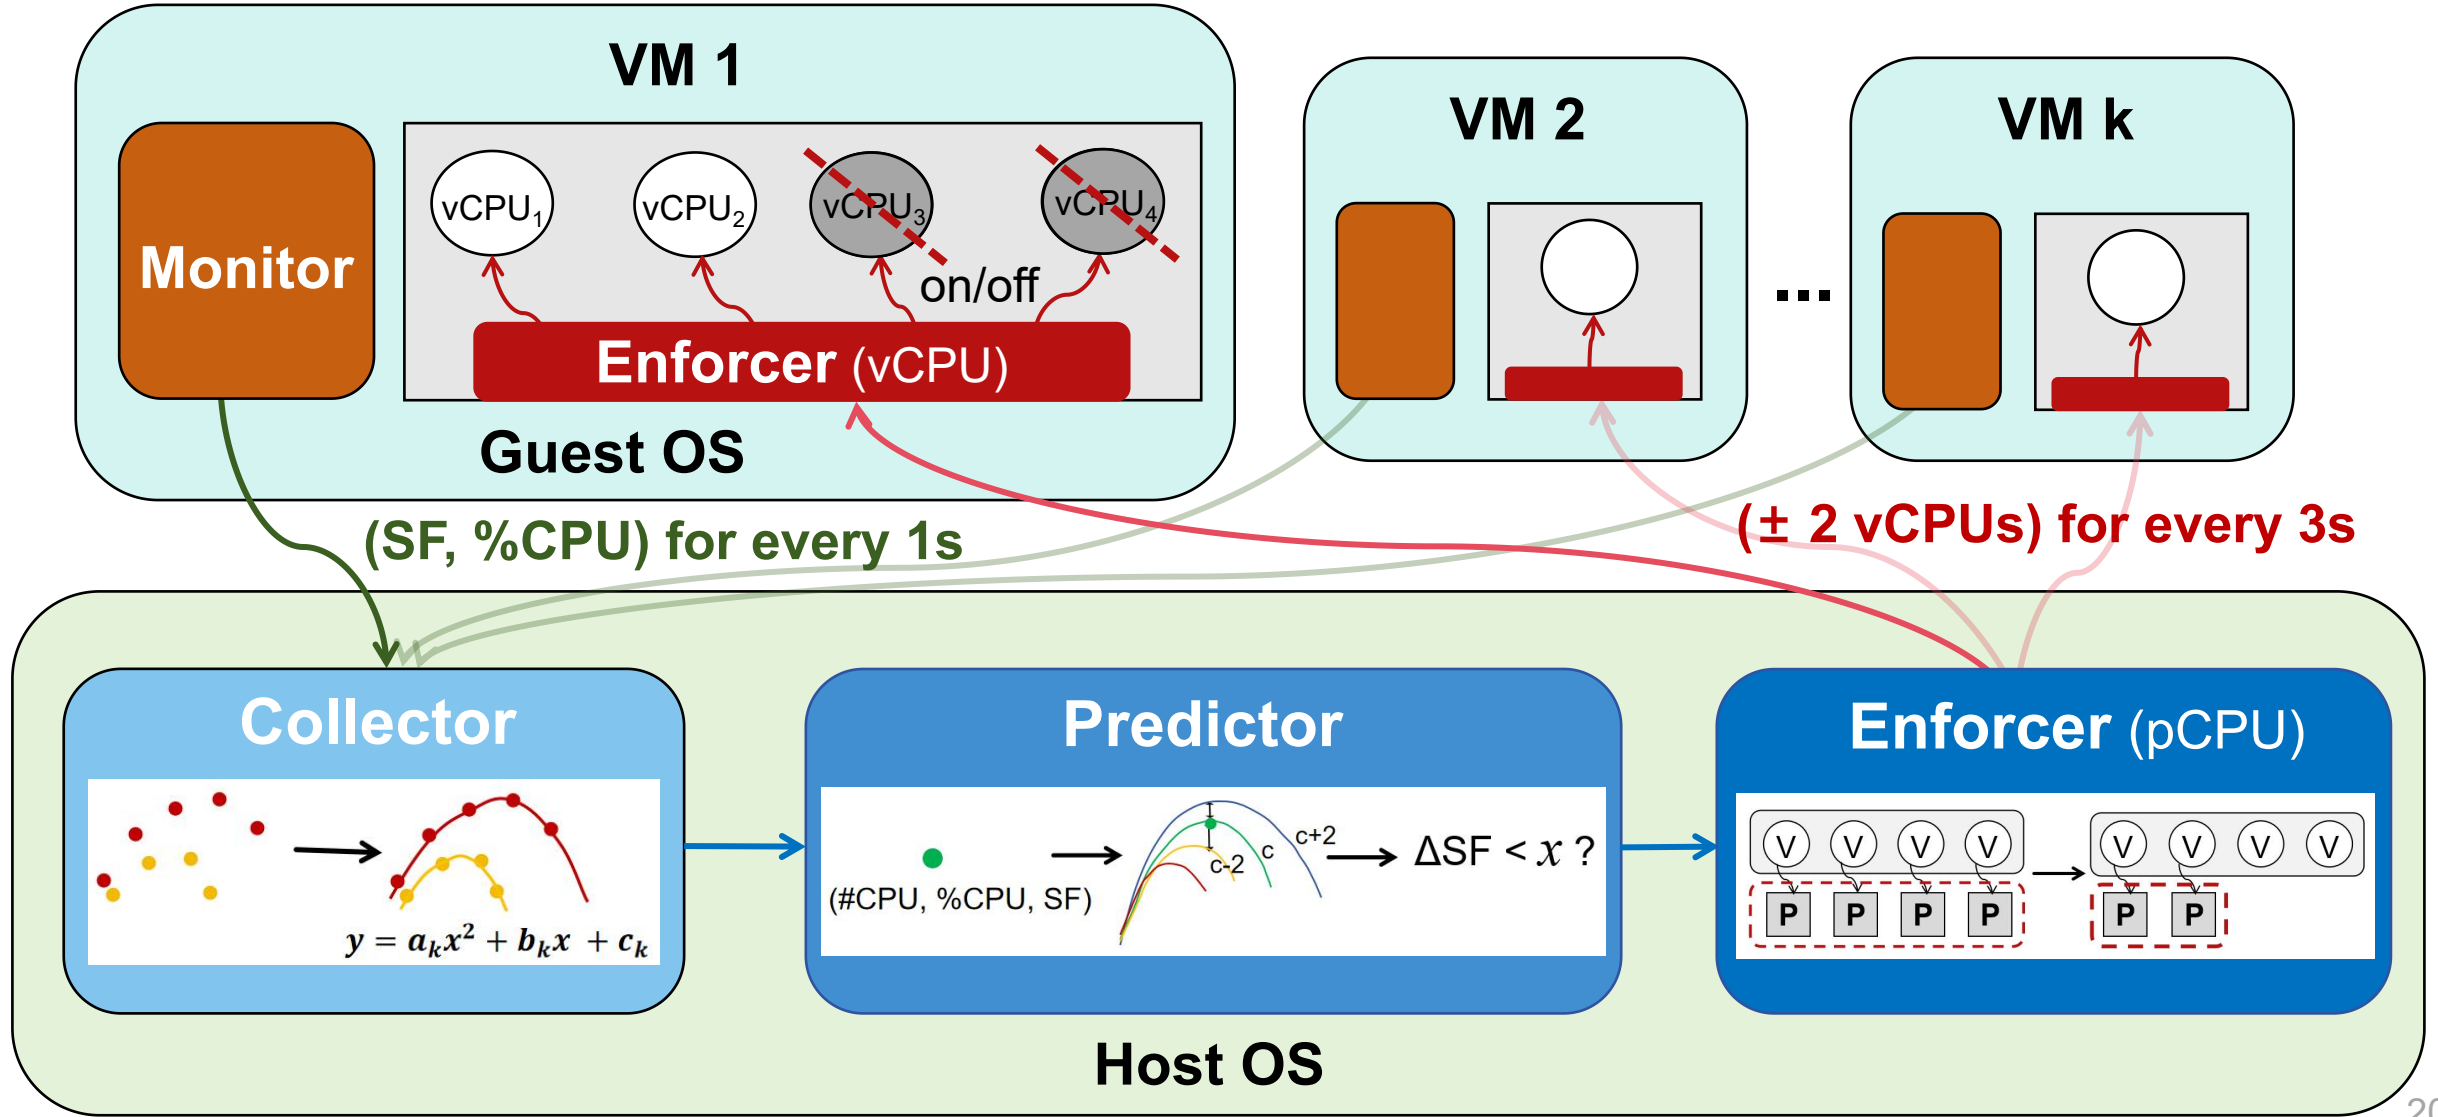 VM 1
VM 2
VM k
Monitor
vCPU1
vCPU2
vCPU3
vCPU4
on/off
Enforcer (vCPU)
...
Guest OS
(SF, %CPU) for every 1s
(± 2 vCPUs) for every 3s
Collector
y = aₖx² + bₖx + cₖ
Predictor
(#CPU, %CPU, SF)
c-2
c
c+2
ΔSF < x ?
Enforcer (pCPU)
V V V V
P P P P
V V V V
P P
Host OS